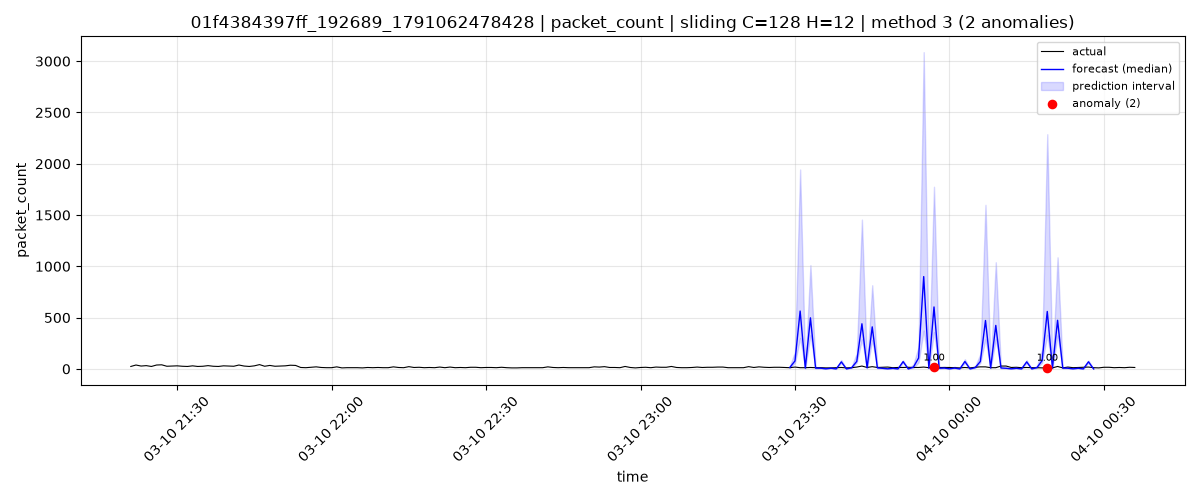 01f4384397ff_192689_1791062478428 | packet_count | sliding C=128 H=12 | method 3 (2 anomalies)
actual
forecast (median)
prediction interval
anomaly (2)
packet_count
3000
2500
2000
1500
1000
500
0
1.00
1.00
03-10 21:30
03-10 22:00
03-10 22:30
03-10 23:00
03-10 23:30
04-10 00:00
04-10 00:30
time